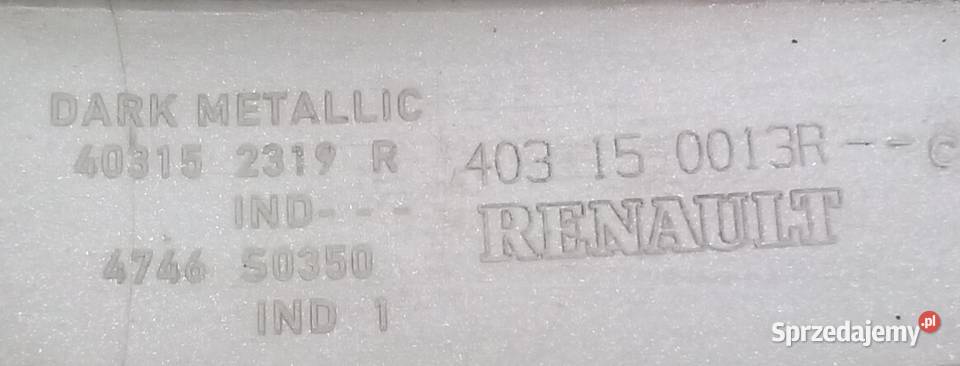 DARK METALLIC
40315 2319 R
IND---
4746 50350
IND 1
403 15 0013R--C
RENAULT
Sprzedajemy.pl